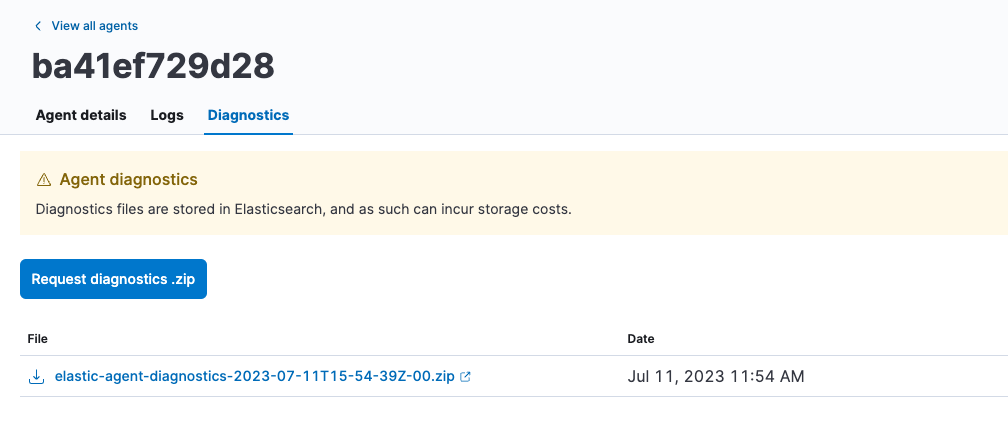 View all agents
ba41ef729d28
Agent details Logs Diagnostics
Agent diagnostics
Diagnostics files are stored in Elasticsearch, and as such can incur storage costs.
Request diagnostics .zip
File Date
elastic-agent-diagnostics-2023-07-11T15-54-39Z-00.zip Jul 11, 2023 11:54 AM